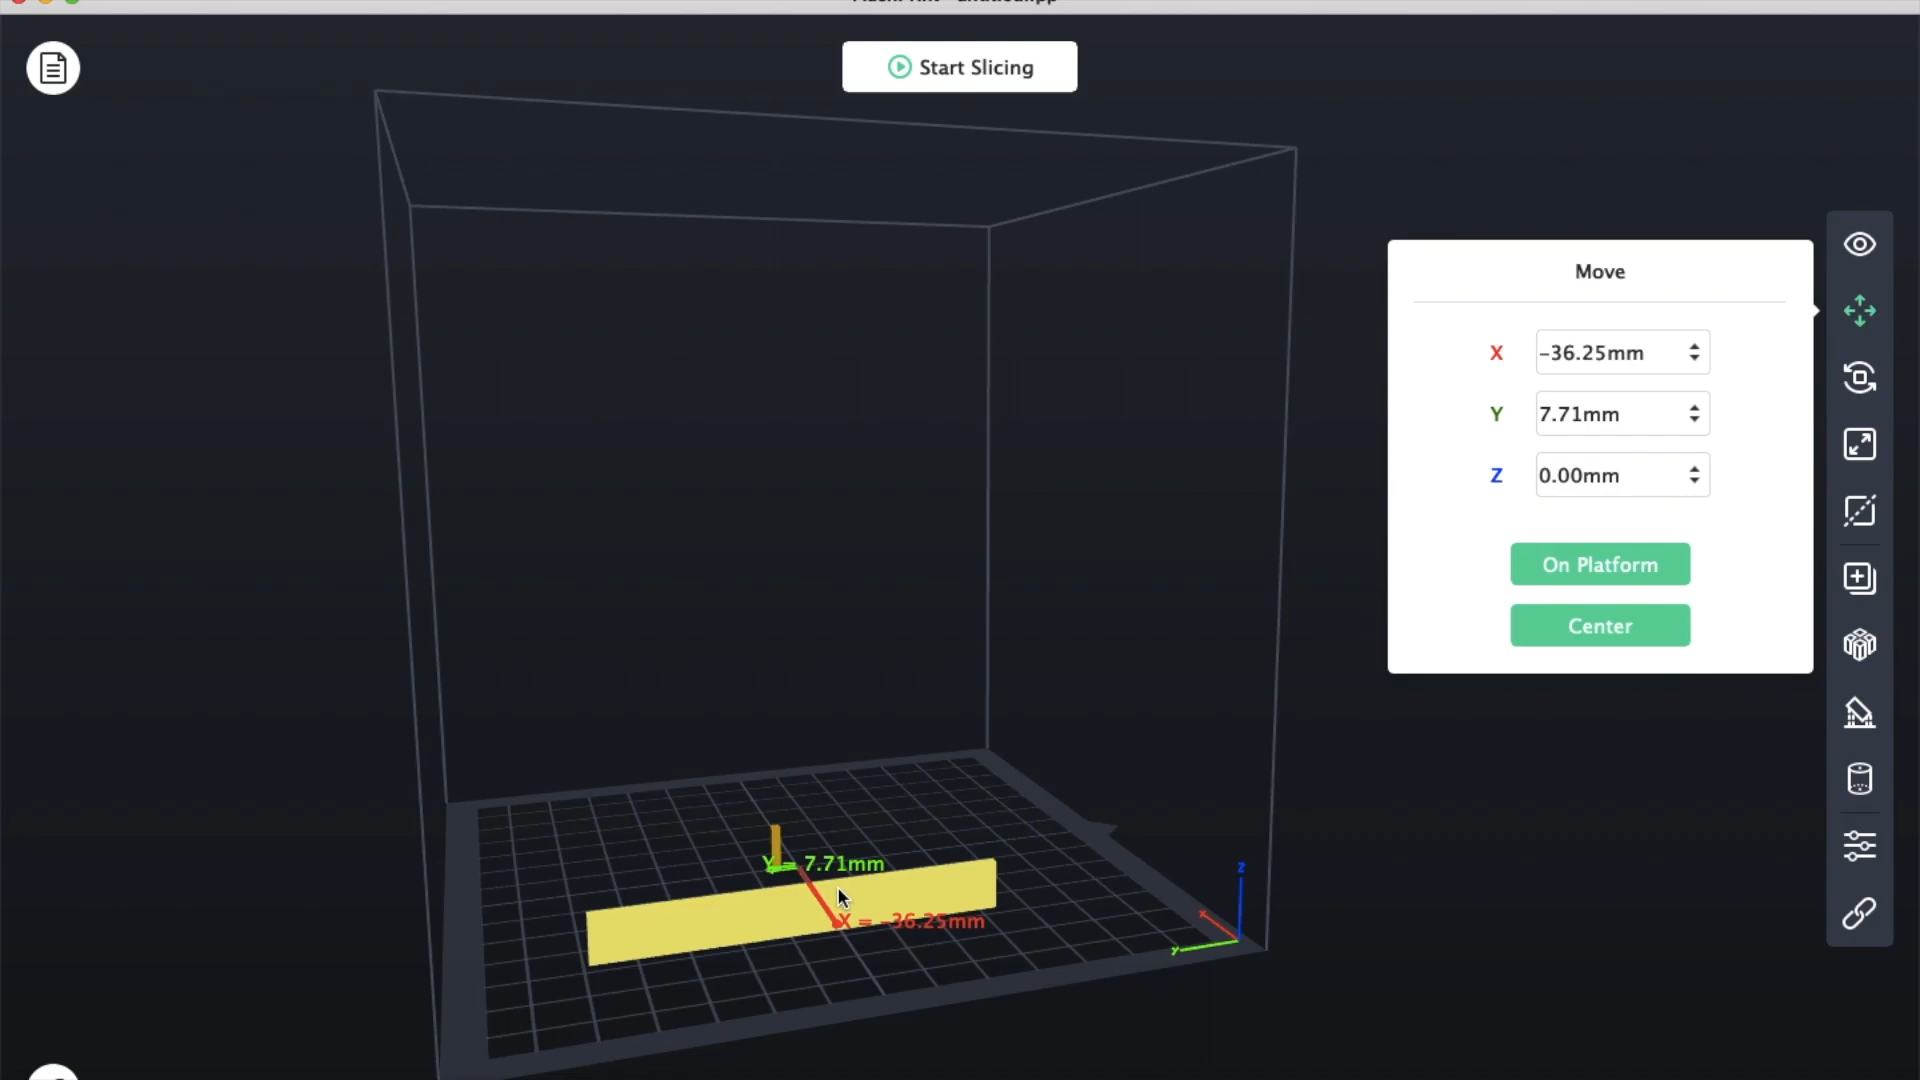 Start Slicing
Move
X -36.25mm
Y 7.71mm
Z 0.00mm
On Platform
Center
Y = 7.71mm
X = -36.25mm
z
x
Y